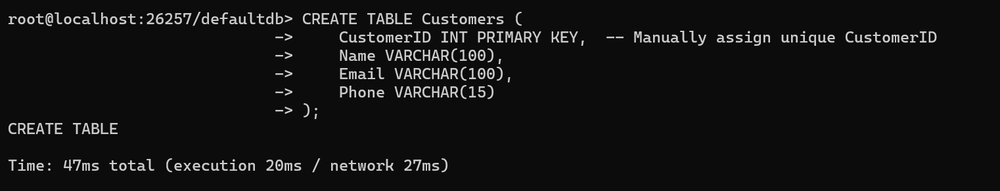 root@localhost:26257/defaultdb> CREATE TABLE Customers (
                             ->     CustomerID INT PRIMARY KEY,  -- Manually assign unique CustomerID
                             ->     Name VARCHAR(100),
                             ->     Email VARCHAR(100),
                             ->     Phone VARCHAR(15)
                             -> );
CREATE TABLE

Time: 47ms total (execution 20ms / network 27ms)